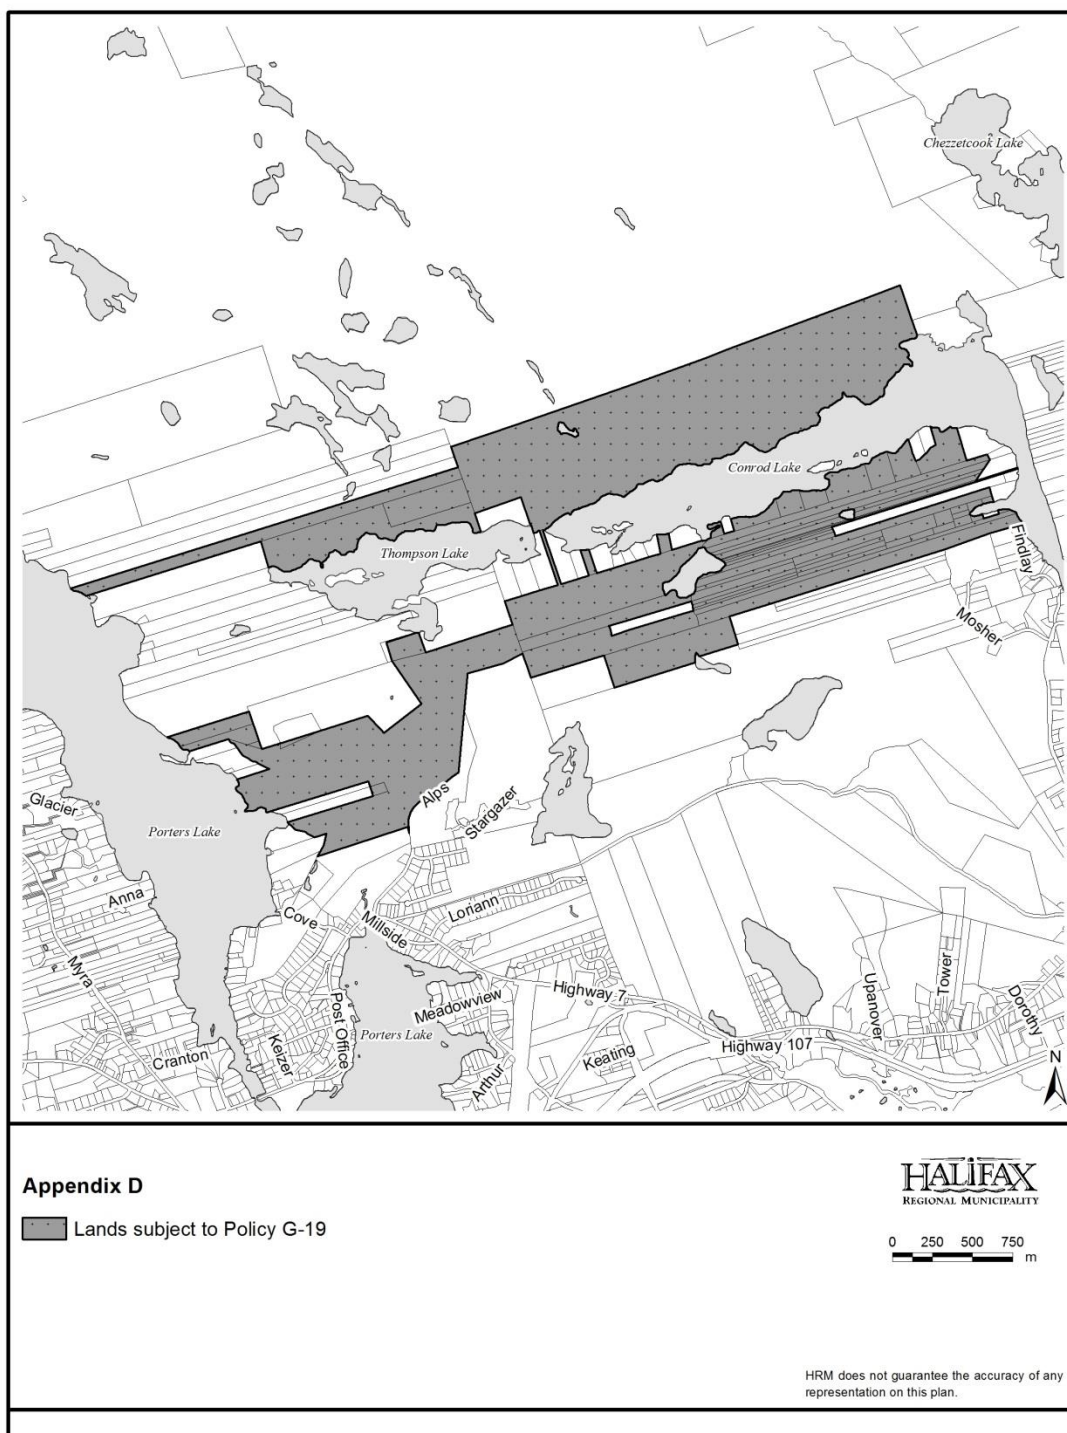 Chezzetcook Lake
Conrod Lake
Thompson Lake
Findlay
Mosher
Alps
Stargazer
Glacier
Porters Lake
Anna
Cove
Millside
Loriann
Myra
Post Office
Meadowview
Highway 7
Upanover
Tower
Dorothy
Porters Lake
Cranton
Keizer
Arthur
Keating
Highway 107
N
Appendix D
Lands subject to Policy G-19
HALIFAX
REGIONAL MUNICIPALITY
0 250 500 750
m
HRM does not guarantee the accuracy of any
representation on this plan.